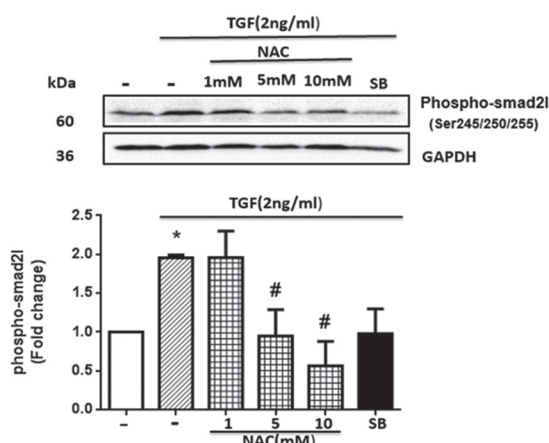 TGF(2ng/ml)
NAC
kDa - - 1mM 5mM 10mM SB
60 Phospho-smad2l
(Ser245/250/255)
36 GAPDH
TGF(2ng/ml)
phospho-smad2l
(Fold change)
2.5
2.0
1.5
1.0
0.5
0.0
*
#
#
- - 1 5 10 SB
NAC(mM)